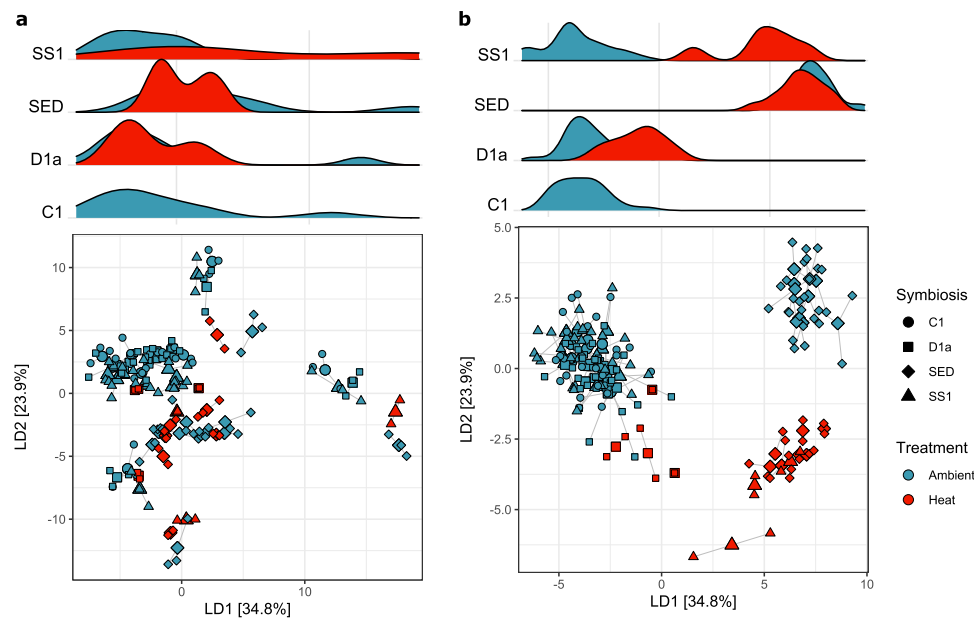 a
SS1
SED
D1a
C1
10
5
0
-5
-10
0
10
LD2 [23.9%]
LD1 [34.8%]
b
SS1
SED
D1a
C1
5.0
2.5
0.0
-2.5
-5.0
-5
0
5
10
LD2 [23.9%]
LD1 [34.8%]
Symbiosis
C1
D1a
SED
SS1
Treatment
Ambient
Heat